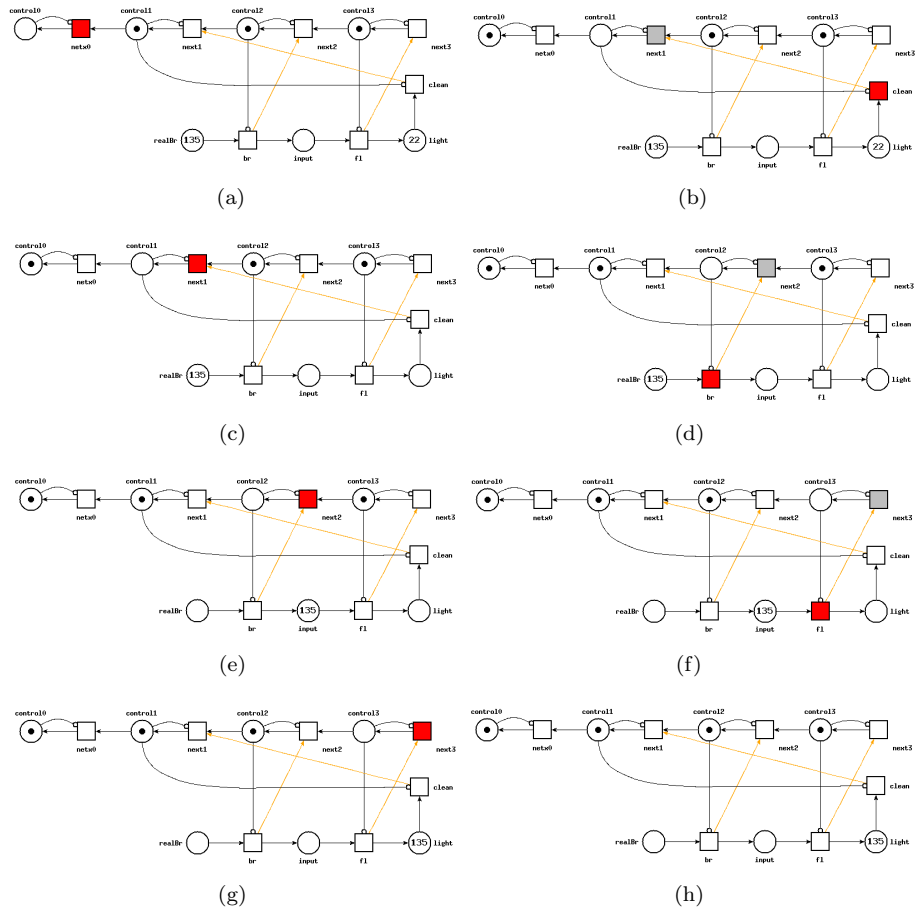 control0 control1 control2 control3
netx0 next1 next2 next3
clean
realBr 135 22 light
br input fl
(a)
control0 control1 control2 control3
netx0 next1 next2 next3
clean
realBr 135 22 light
br input fl
(b)
control0 control1 control2 control3
netx0 next1 next2 next3
clean
realBr 135 light
br input fl
(c)
control0 control1 control2 control3
netx0 next1 next2 next3
clean
realBr 135 light
br input fl
(d)
control0 control1 control2 control3
netx0 next1 next2 next3
clean
realBr 135 light
br input fl
(e)
control0 control1 control2 control3
netx0 next1 next2 next3
clean
realBr 135 light
br input fl
(f)
control0 control1 control2 control3
netx0 next1 next2 next3
clean
realBr 135 light
br input fl
(g)
control0 control1 control2 control3
netx0 next1 next2 next3
clean
realBr 135 light
br input fl
(h)